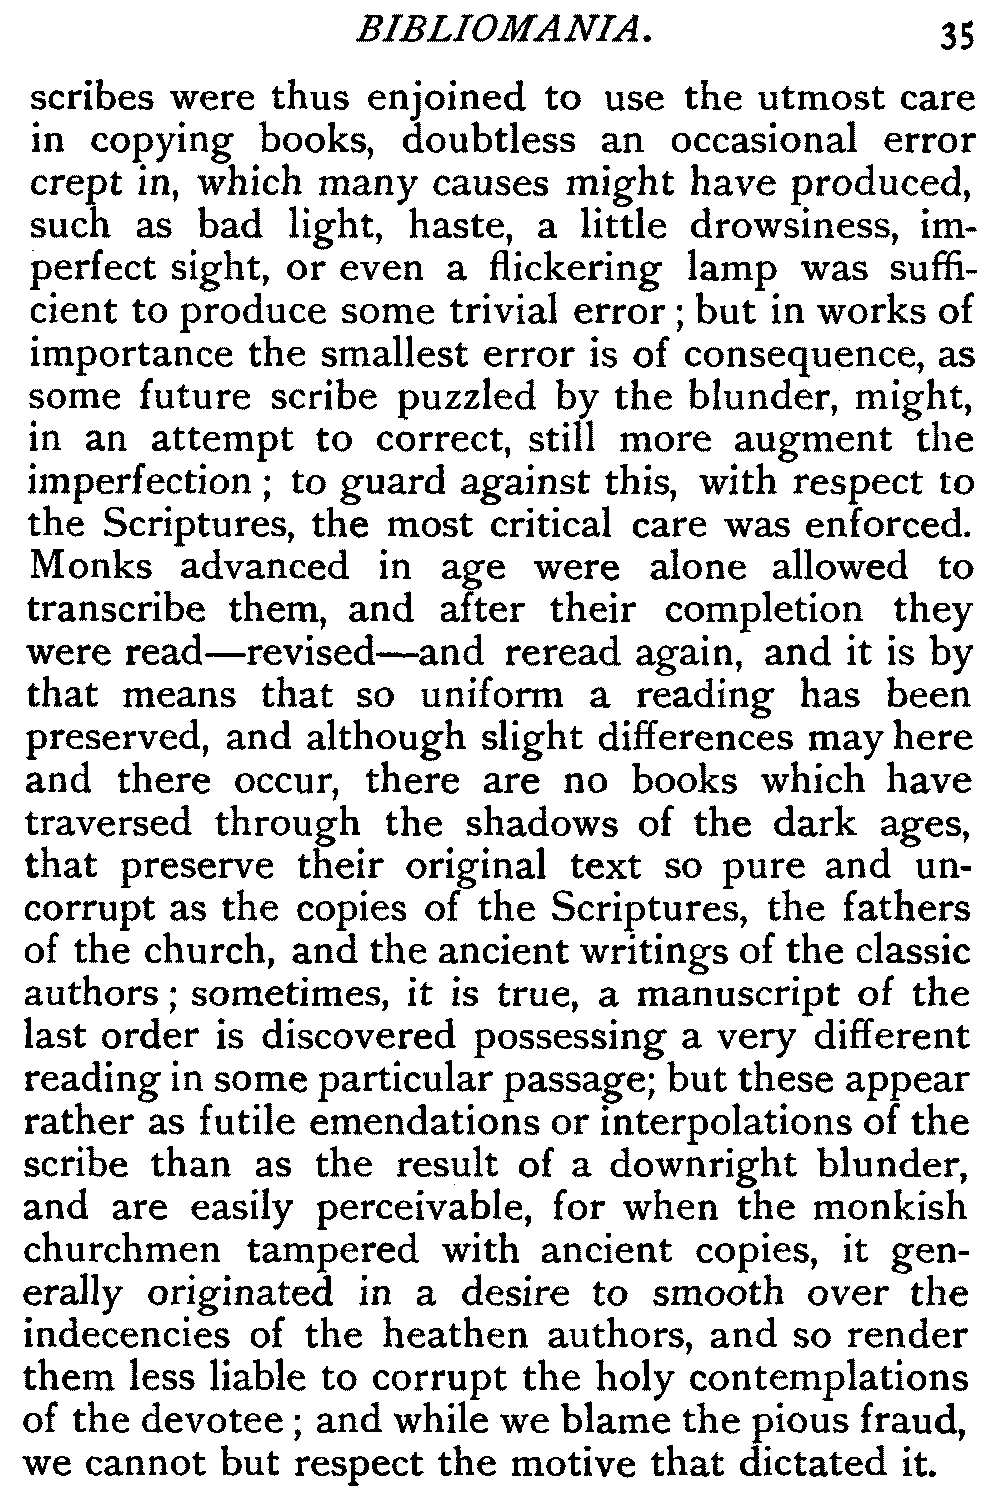 BIBLIOMANIA. 35
scribes were thus enjoined to use the utmost care
in copying books, doubtless an occasional error
crept in, which many causes might have produced,
such as bad light, haste, a little drowsiness, im-
perfect sight, or even a flickering lamp was suffi-
cient to produce some trivial error ; but in works of
importance the smallest error is of consequence, as
some future scribe puzzled by the blunder, might,
in an attempt to correct, still more augment the
imperfection ; to guard against this, with respect to
the Scriptures, the most critical care was enforced.
Monks advanced in age were alone allowed to
transcribe them, and after their completion they
were read—revised—and reread again, and it is by
that means that so uniform a reading has been
preserved, and although slight differences may here
and there occur, there are no books which have
traversed through the shadows of the dark ages,
that preserve their original text so pure and un-
corrupt as the copies of the Scriptures, the fathers
of the church, and the ancient writings of the classic
authors ; sometimes, it is true, a manuscript of the
last order is discovered possessing a very different
reading in some particular passage; but these appear
rather as futile emendations or interpolations of the
scribe than as the result of a downright blunder,
and are easily perceivable, for when the monkish
churchmen tampered with ancient copies, it gen-
erally originated in a desire to smooth over the
indecencies of the heathen authors, and so render
them less liable to corrupt the holy contemplations
of the devotee ; and while we blame the pious fraud,
we cannot but respect the motive that dictated it.